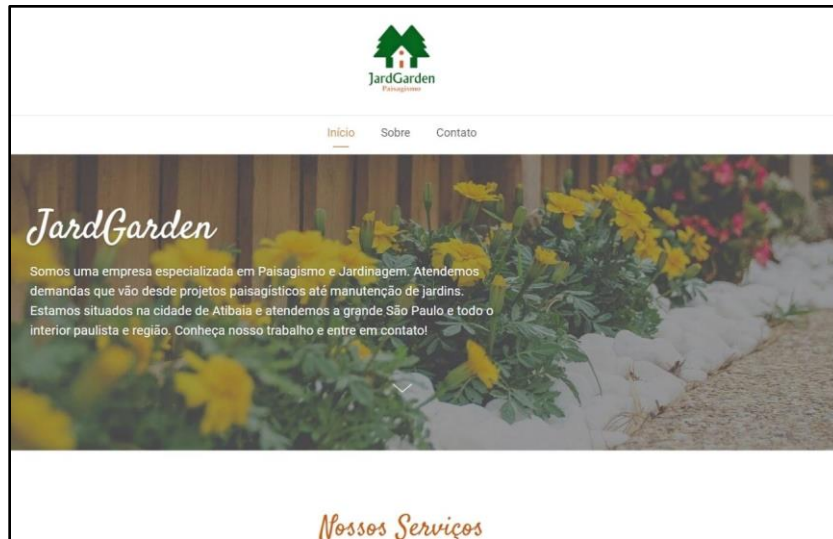 JardGarden
Paisagismo
Início Sobre Contato
JardGarden
Somos uma empresa especializada em Paisagismo e Jardinagem. Atendemos
demandas que vão desde projetos paisagísticos até manutenção de jardins.
Estamos situados na cidade de Atibaia e atendemos a grande São Paulo e todo o
interior paulista e região. Conheça nosso trabalho e entre em contato!
Nossos Serviços